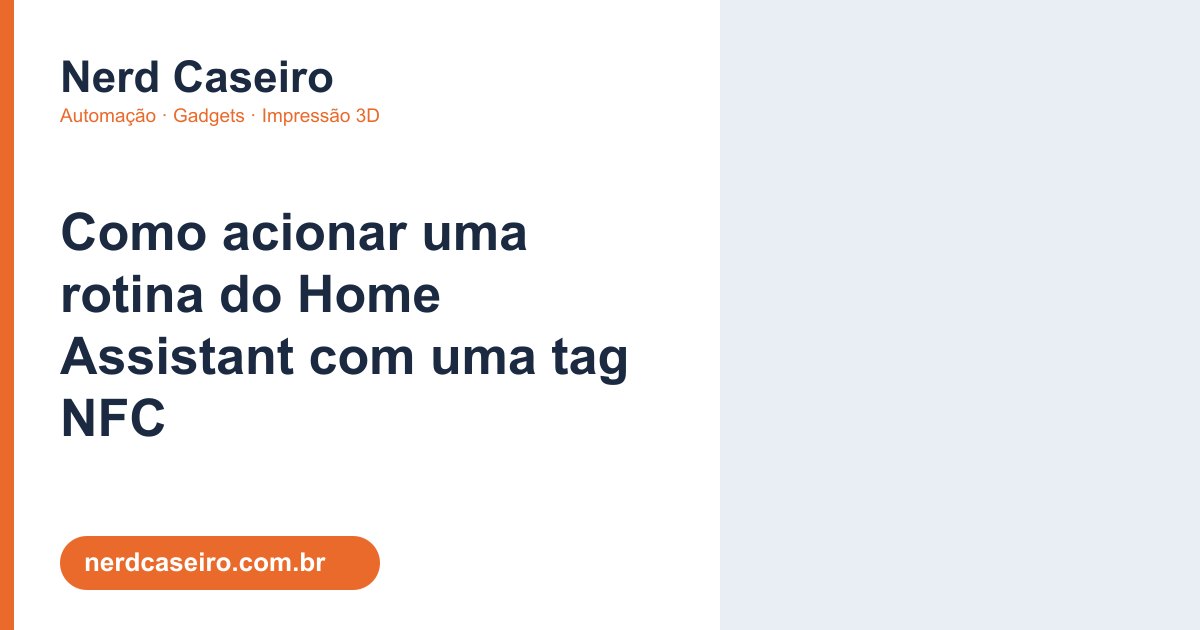 Nerd Caseiro
Automação · Gadgets · Impressão 3D
Como acionar uma
rotina do Home
Assistant com uma tag
NFC
nerdcaseiro.com.br